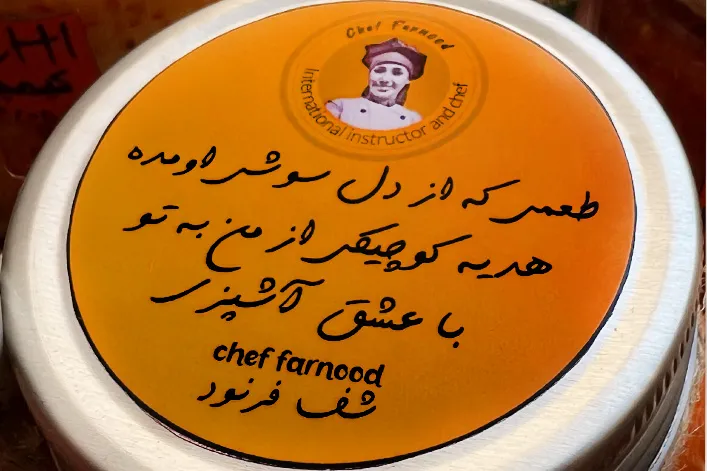 Chef Farnood
International instructor and chef
طعمی که از دل سوشی اومده
هدیه کوچیکی از من به تو
با عشق آشپزی
chef farnood
شف فرنود